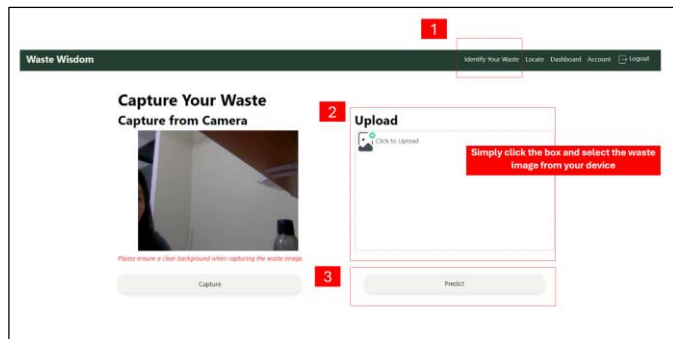 1
Waste Wisdom
Identify Your Waste Locate Dashboard Account Logout
Capture Your Waste
Capture from Camera
2
Upload
Click to Upload
Simply click the box and select the waste
image from your device
Please ensure a clear background when capturing the waste image.
Capture
3
Predict